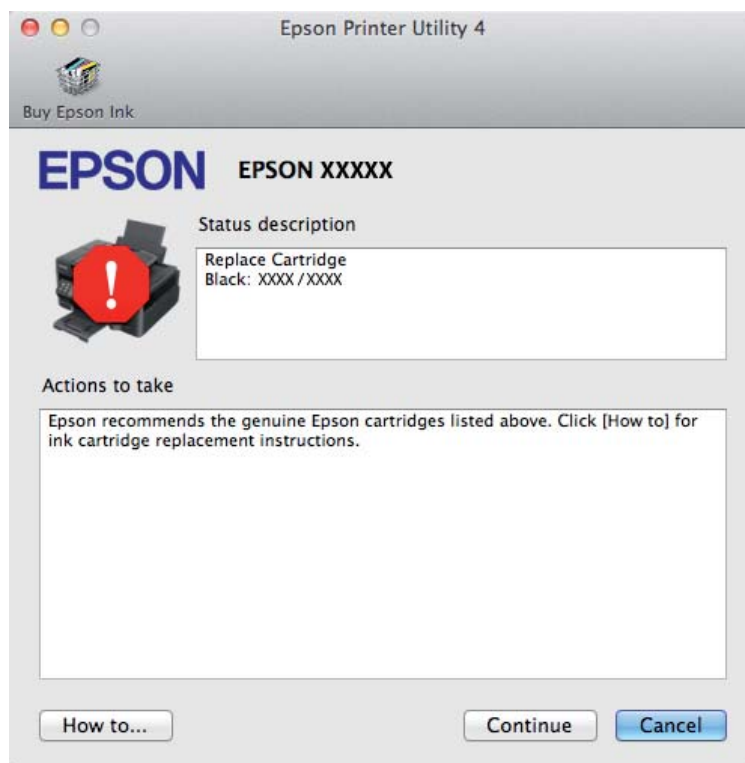 Epson Printer Utility 4
Buy Epson Ink
EPSON EPSON XXXXX
Status description
Replace Cartridge
Black: XXXX/XXXX
!
Actions to take
Epson recommends the genuine Epson cartridges listed above. Click [How to] for
ink cartridge replacement instructions.
How to... Continue Cancel